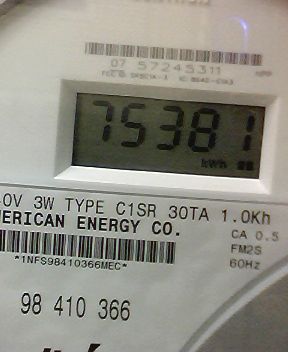 07 57245311
75381
kWh
0V 3W TYPE C1SR 30TA 1.0Kh
MERICAN ENERGY CO.
CA 0.5
FM2S
60Hz
*1NFS98410366MEC*
98 410 366